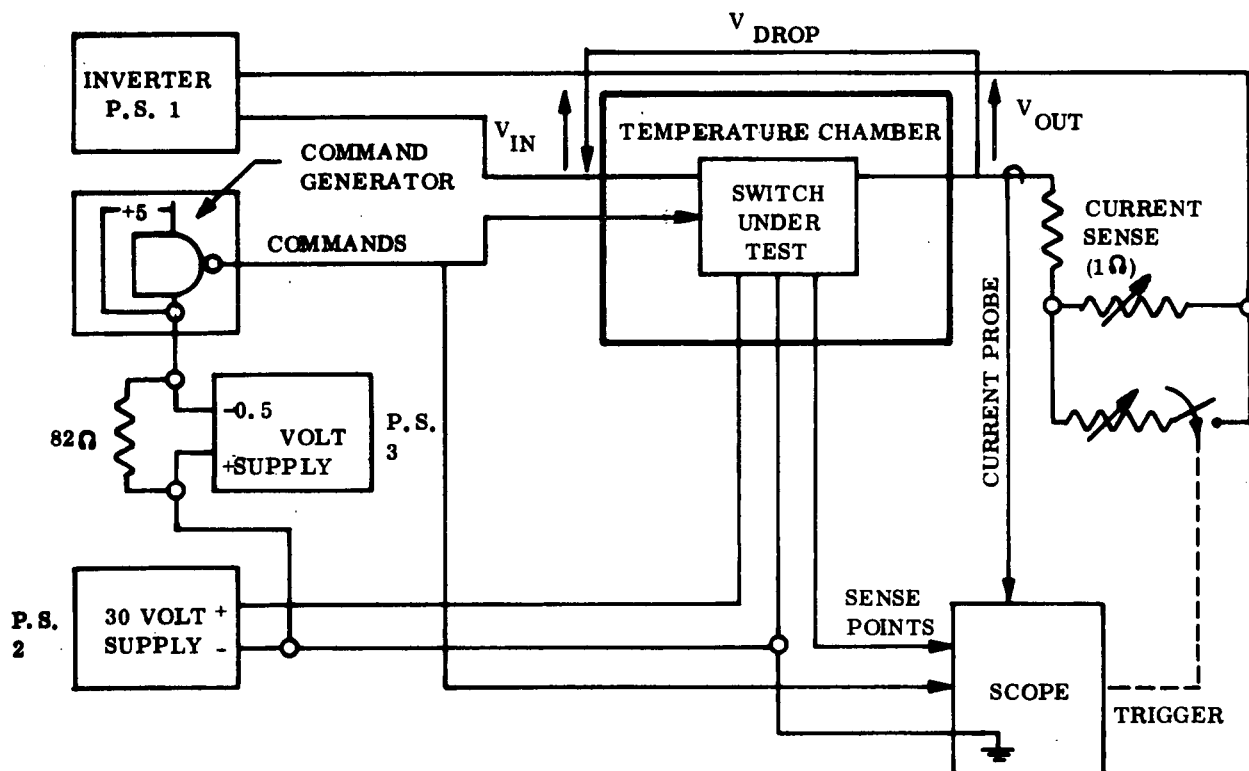 V DROP
INVERTER
P.S. 1
V IN
V OUT
TEMPERATURE CHAMBER
COMMAND
GENERATOR
+5
COMMANDS
SWITCH
UNDER
TEST
CURRENT
SENSE
(1Ω)
CURRENT PROBE
82Ω
-0.5
VOLT
+SUPPLY
P.S.
3
P.S.
2
30 VOLT +
SUPPLY -
SENSE
POINTS
SCOPE
TRIGGER